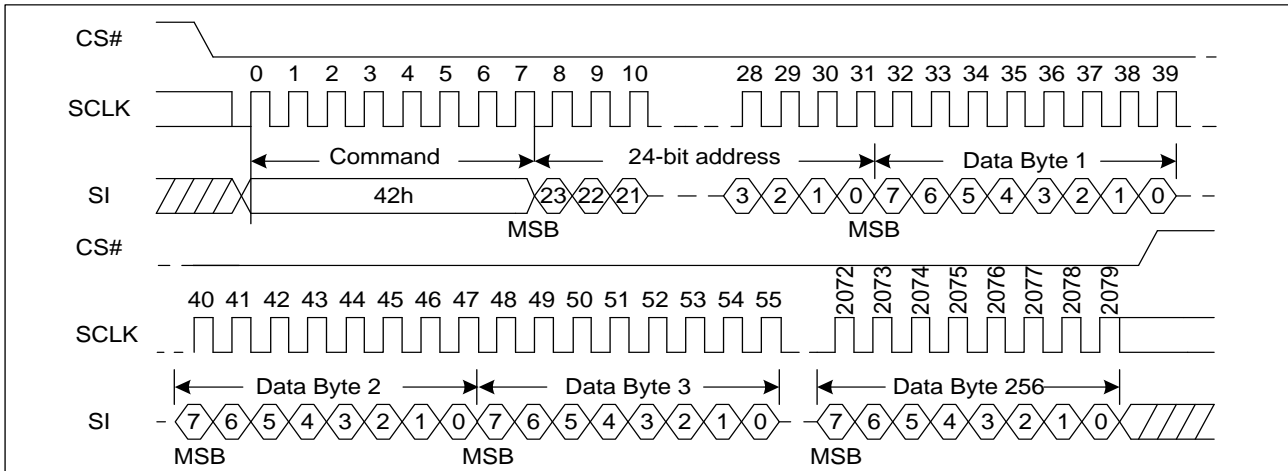 CS#
0 1 2 3 4 5 6 7 8 9 10 28 29 30 31 32 33 34 35 36 37 38 39
SCLK
Command 24-bit address Data Byte 1
SI 42h 23 22 21 3 2 1 0 7 6 5 4 3 2 1 0
MSB MSB
CS#
40 41 42 43 44 45 46 47 48 49 50 51 52 53 54 55 2072 2073 2074 2075 2076 2077 2078 2079
SCLK
Data Byte 2 Data Byte 3 Data Byte 256
SI 7 6 5 4 3 2 1 0 7 6 5 4 3 2 1 0 7 6 5 4 3 2 1 0
MSB MSB MSB